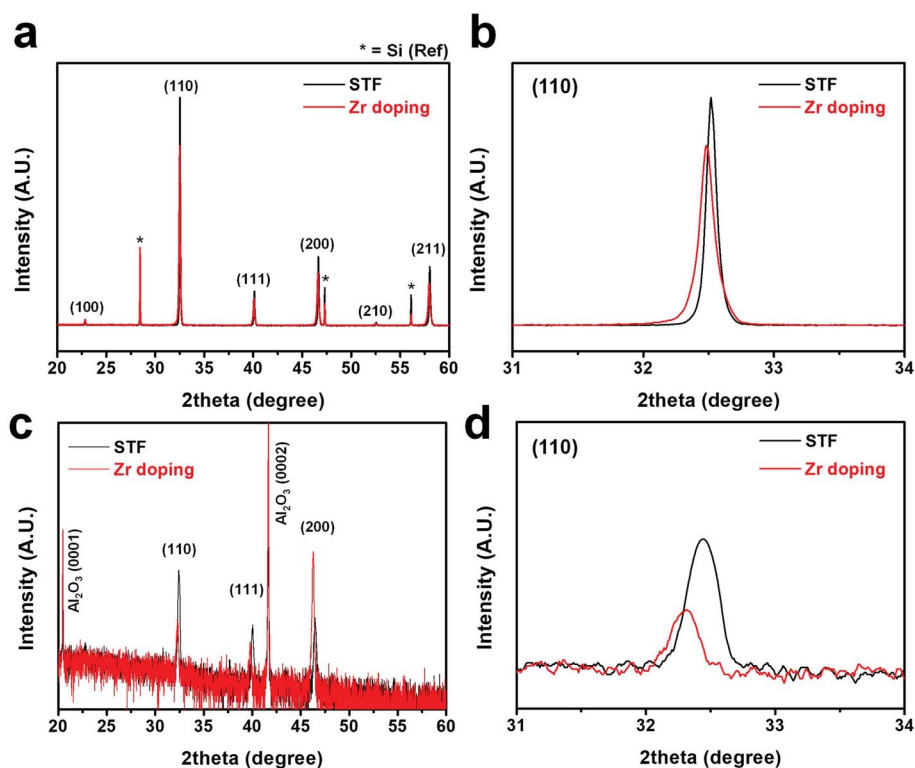 a
* = Si (Ref)
STF
Zr doping
(110)
*
(100)
(111)
(200)
*
(210)
*
(211)
Intensity (A.U.)
20 25 30 35 40 45 50 55 60
2theta (degree)
b
(110)
STF
Zr doping
Intensity (A.U.)
31 32 33 34
2theta (degree)
c
STF
Zr doping
Al₂O₃ (0001)
(110)
(111)
Al₂O₃ (0002)
(200)
Intensity (A.U.)
20 25 30 35 40 45 50 55 60
2theta (degree)
d
(110)
STF
Zr doping
Intensity (A.U.)
31 32 33 34
2theta (degree)